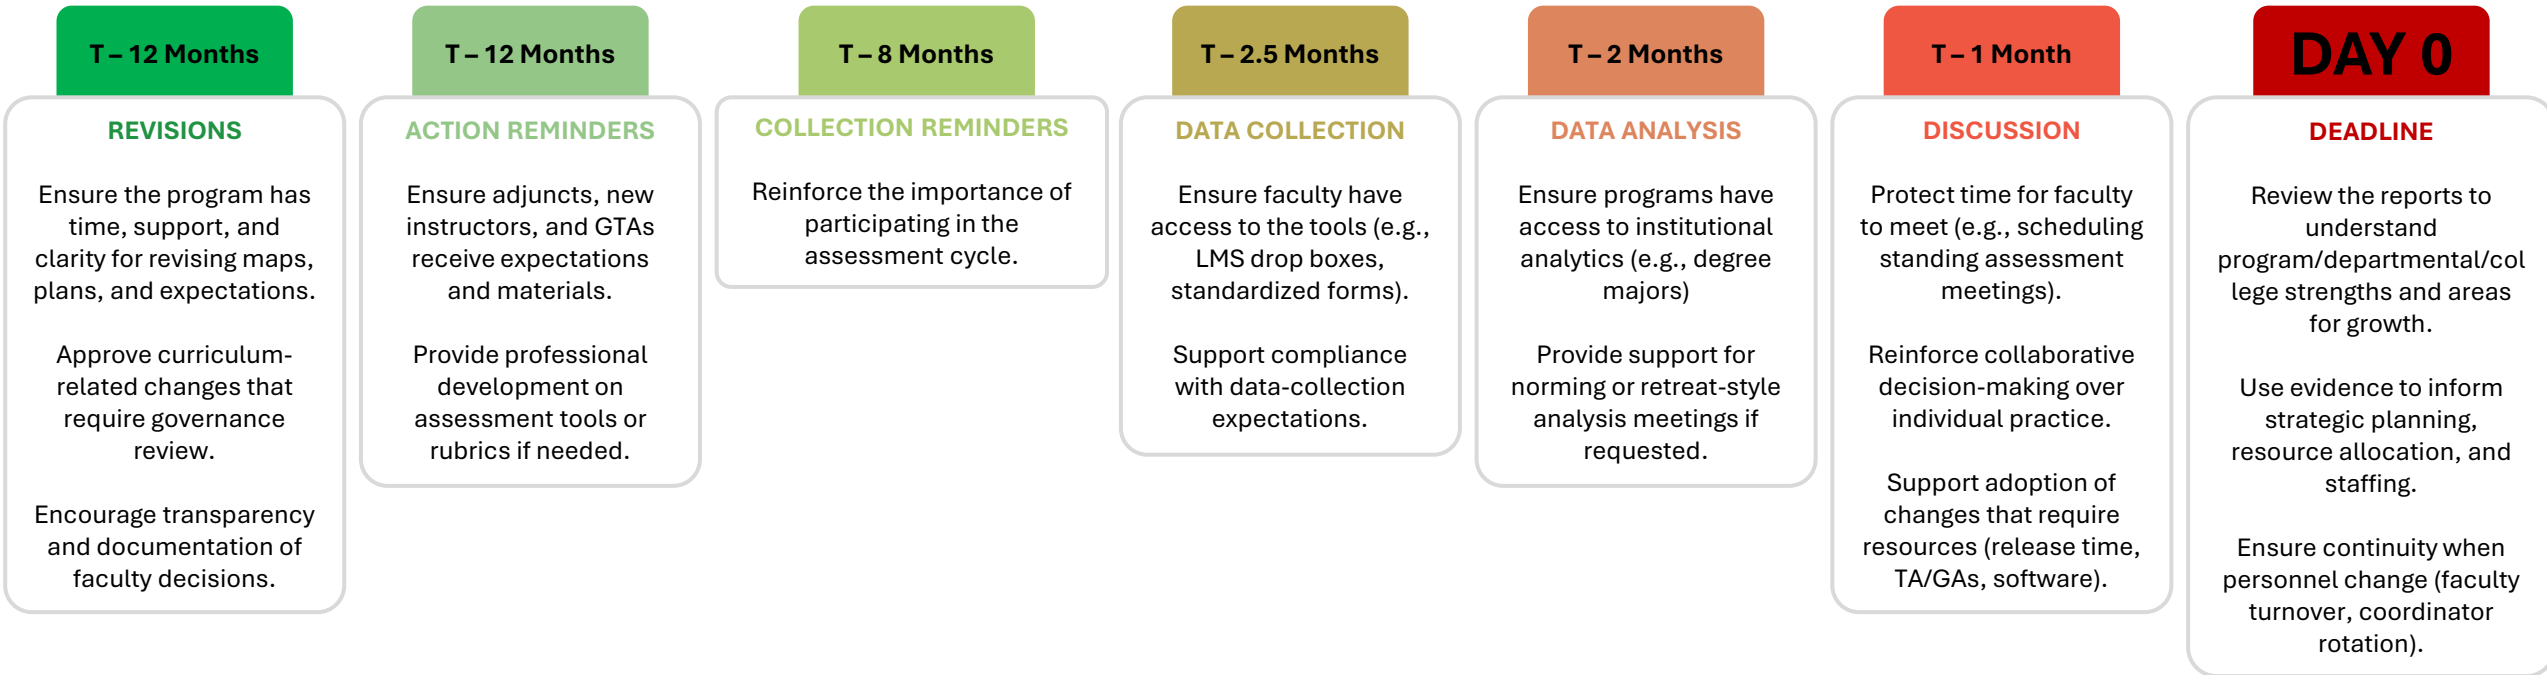 T – 12 Months
REVISIONS
Ensure the program has
time, support, and
clarity for revising maps,
plans, and expectations.
Approve curriculum-
related changes that
require governance
review.
Encourage transparency
and documentation of
faculty decisions.
T – 12 Months
ACTION REMINDERS
Ensure adjuncts, new
instructors, and GTAs
receive expectations
and materials.
Provide professional
development on
assessment tools or
rubrics if needed.
T – 8 Months
COLLECTION REMINDERS
Reinforce the importance of
participating in the
assessment cycle.
T – 2.5 Months
DATA COLLECTION
Ensure faculty have
access to the tools (e.g.,
LMS drop boxes,
standardized forms).
Support compliance
with data-collection
expectations.
T – 2 Months
DATA ANALYSIS
Ensure programs have
access to institutional
analytics (e.g., degree
majors)
Provide support for
norming or retreat-style
analysis meetings if
requested.
T – 1 Month
DISCUSSION
Protect time for faculty
to meet (e.g., scheduling
standing assessment
meetings).
Reinforce collaborative
decision-making over
individual practice.
Support adoption of
changes that require
resources (release time,
TA/GAs, software).
DAY 0
DEADLINE
Review the reports to
understand
program/departmental/col
lege strengths and areas
for growth.
Use evidence to inform
strategic planning,
resource allocation, and
staffing.
Ensure continuity when
personnel change (faculty
turnover, coordinator
rotation).